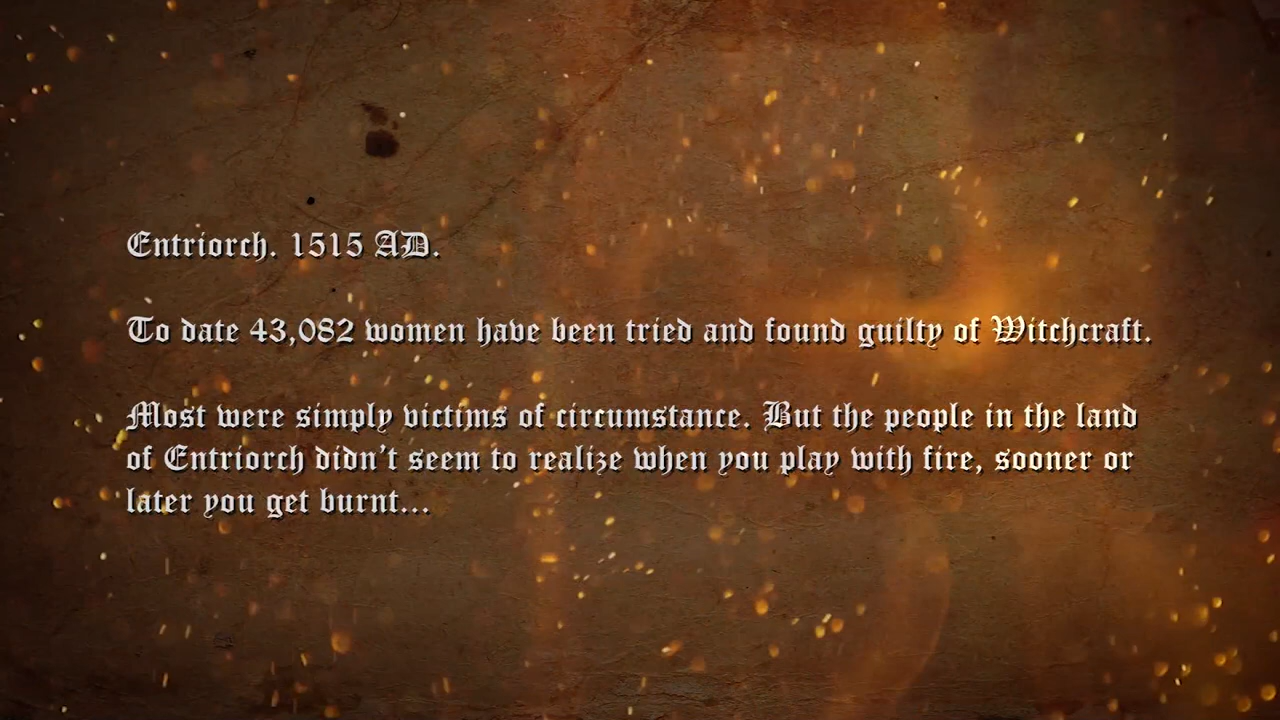 Entriorch. 1515 AD.
To date 43,082 women have been tried and found guilty of Witchcraft.
Most were simply victims of circumstance. But the people in the land
of Entriorch didn't seem to realize when you play with fire, sooner or
later you get burnt...